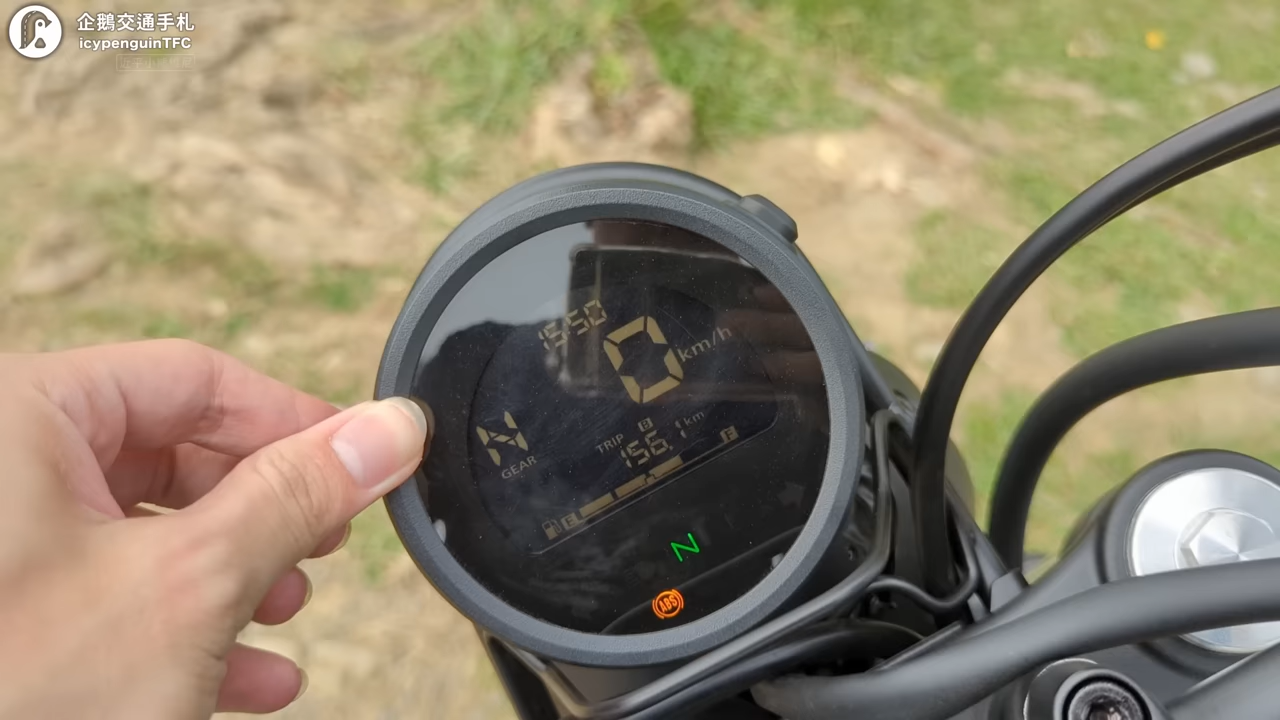 企鵝交通手札
icypenguinTFC
15:50
0 km/h
N
GEAR
TRIP B
156.1 km
E F
N
ABS